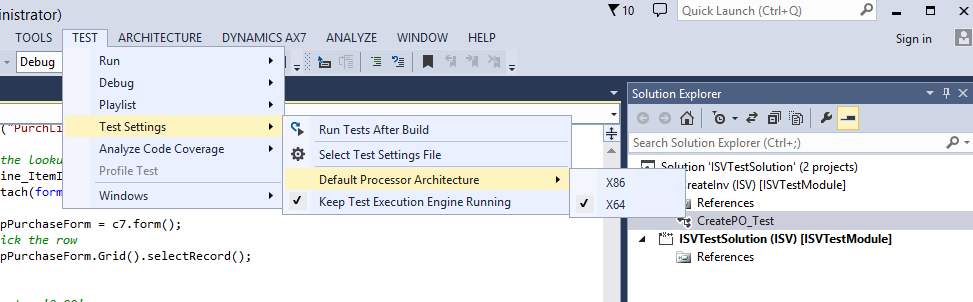 inistrator)
10
Quick Launch (Ctrl+Q)
TOOLS TEST ARCHITECTURE DYNAMICS AX7 ANALYZE WINDOW HELP
Sign in
Debug
Run
Debug
Playlist
Test Settings
Analyze Code Coverage
Profile Test
Windows
Run Tests After Build
Select Test Settings File
Default Processor Architecture
Keep Test Execution Engine Running
X86
X64
("PurchLi
the looku
ine_ItemI
tach(form
pPurchaseForm = c7.form();
ick the row
pPurchaseForm.Grid().selectRecord();
Solution Explorer
Search Solution Explorer (Ctrl+;)
Solution 'ISVTestSolution' (2 projects)
CreateInv (ISV) [ISVTestModule]
References
CreatePO_Test
ISVTestSolution (ISV) [ISVTestModule]
References